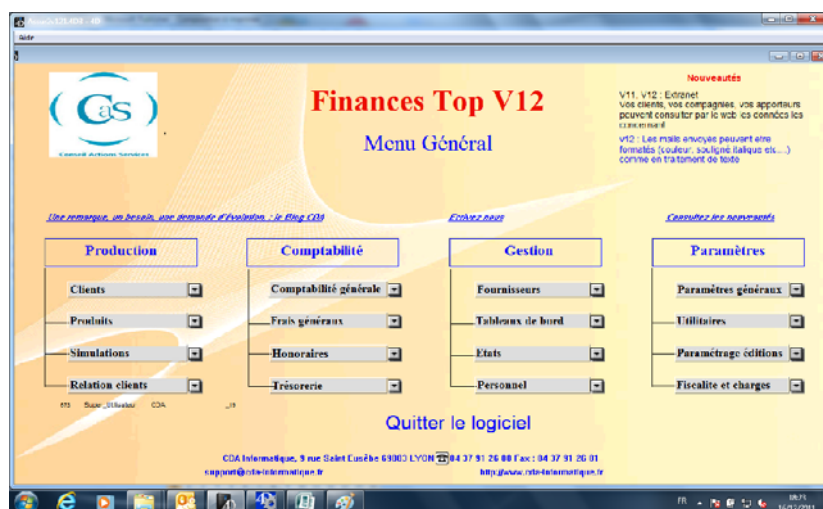 Aide
Nouveautés
Finances Top V12
V11, V12 : Extranet
Vos clients, vos compagnies, vos apporteurs
peuvent consulter par le web les données les
concernant
Menu Général
v12 : Les mails envoyes peuvent etre
formatés (couleur, souligné italique etc....)
comme en traitement de texte
Cas
Conseil Actions Services
Une remarque, un besoin, une demande d'évolution : le Blog CDA
Ecrivez nous
Consultez les nouveautés
Production
Comptabilité
Gestion
Paramètres
Clients
Comptabilité générale
Fournisseurs
Paramètres généraux
Produits
Frais généraux
Tableaux de bord
Utilitaires
Simulations
Honoraires
Etats
Paramétrage éditions
Relation clients
Trésorerie
Personnel
Fiscalite et charges
Super_Utilisateur CDA
Quitter le logiciel
CDA Informatique, 9 rue Saint Eusèbe 69003 LYON ☎04 37 91 26 00 Fax : 04 37 91 26 01
support@cda-informatique.fr
http://www.cda-informatique.fr
FR